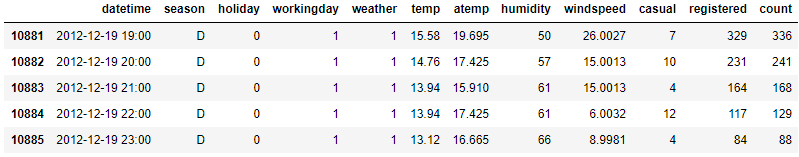 datetime season holiday workingday weather temp atemp humidity windspeed casual registered count
10881 2012-12-19 19:00 D 0 1 1 15.58 19.695 50 26.0027 7 329 336
10882 2012-12-19 20:00 D 0 1 1 14.76 17.425 57 15.0013 10 231 241
10883 2012-12-19 21:00 D 0 1 1 13.94 15.910 61 15.0013 4 164 168
10884 2012-12-19 22:00 D 0 1 1 13.94 17.425 61 6.0032 12 117 129
10885 2012-12-19 23:00 D 0 1 1 13.12 16.665 66 8.9981 4 84 88